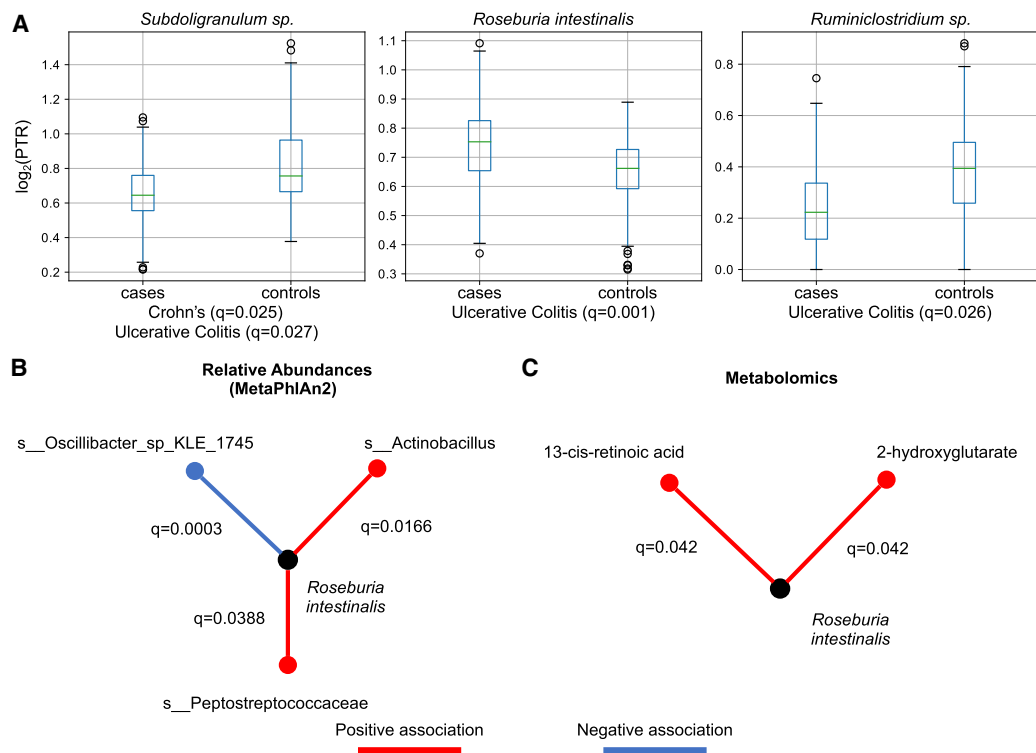 A
Subdoligranulum sp.
Roseburia intestinalis
Ruminiclostridium sp.
log2(PTR)
1.4
1.2
1.0
0.8
0.6
0.4
0.2
1.1
1.0
0.9
0.8
0.7
0.6
0.5
0.4
0.3
0.8
0.6
0.4
0.2
0.0
cases
controls
cases
controls
cases
controls
Crohn's (q=0.025)
Ulcerative Colitis (q=0.027)
Ulcerative Colitis (q=0.001)
Ulcerative Colitis (q=0.026)
B
Relative Abundances
(MetaPhlAn2)
s__Oscillibacter_sp_KLE_1745
s__Actinobacillus
q=0.0003
q=0.0166
Roseburia
intestinalis
q=0.0388
s__Peptostreptococcaceae
C
Metabolomics
13-cis-retinoic acid
2-hydroxyglutarate
q=0.042
q=0.042
Roseburia
intestinalis
Positive association
Negative association